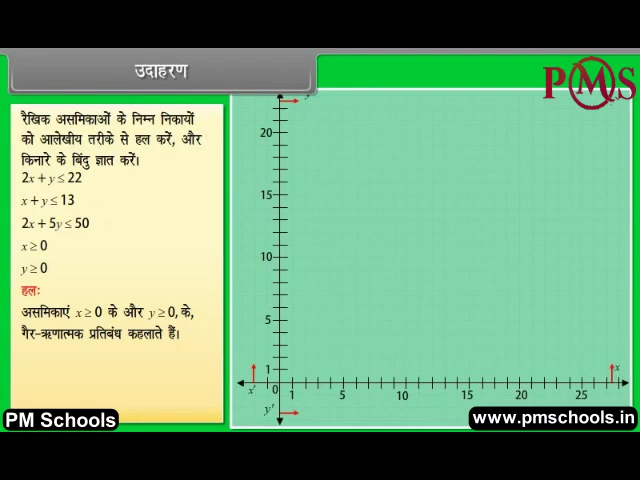 उदाहरण
PMS
रैखिक असमिकाओं के निम्न निकायों
को आलेखीय तरीके से हल करें, और
किनारे के बिंदु ज्ञात करें।
2x + y ≤ 22
x + y ≤ 13
2x + 5y ≤ 50
x ≥ 0
y ≥ 0
हलः
असमिकाएं x ≥ 0 के और y ≥ 0, के,
गैर-ऋणात्मक प्रतिबंध कहलाते हैं।
20
15
10
5
1
x' x
0 1 5 10 15 20 25
y'
PM Schools
www.pmschools.in